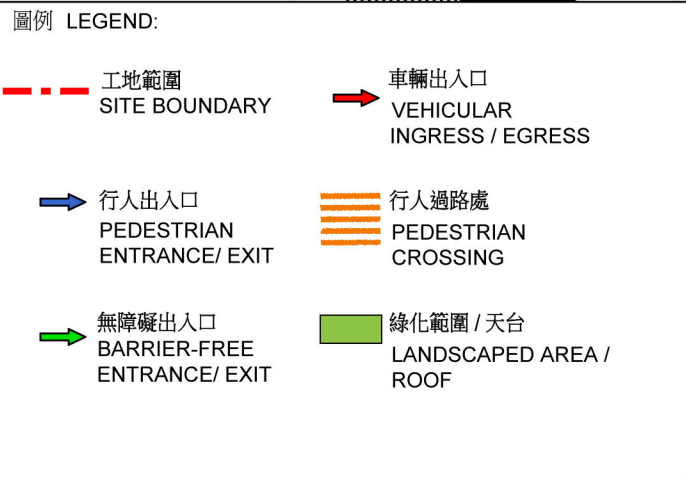 圖例 LEGEND:
工地範圍
SITE BOUNDARY
車輛出入口
VEHICULAR
INGRESS / EGRESS
行人出入口
PEDESTRIAN
ENTRANCE/ EXIT
行人過路處
PEDESTRIAN
CROSSING
無障礙出入口
BARRIER-FREE
ENTRANCE/ EXIT
綠化範圍 / 天台
LANDSCAPED AREA /
ROOF